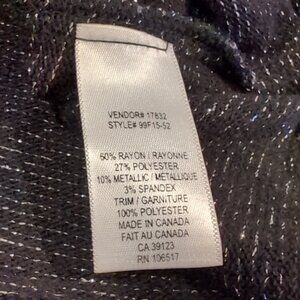 VENDOR# 17832
STYLE# 99F15-52
60% RAYON / RAYONNE
27% POLYESTER
10% METALLIC / METALLIQUE
3% SPANDEX
TRIM / GARNITURE
100% POLYESTER
MADE IN CANADA
FAIT AU CANADA
CA 39123
RN 106517